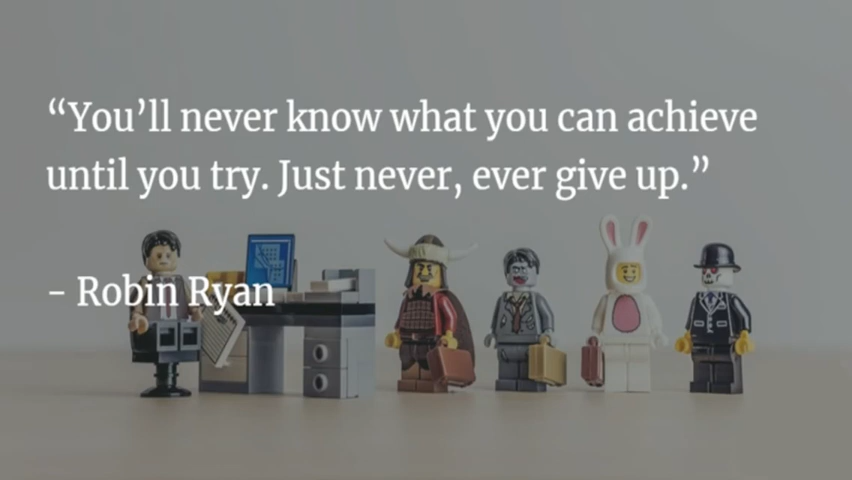 “You’ll never know what you can achieve
until you try. Just never, ever give up.”
- Robin Ryan